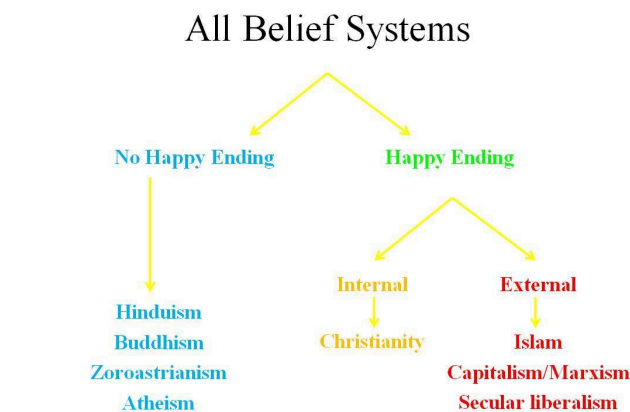 All Belief Systems
No Happy Ending
Happy Ending
Internal
External
Hinduism
Buddhism
Zoroastrianism
Atheism
Christianity
Islam
Capitalism/Marxism
Secular liberalism